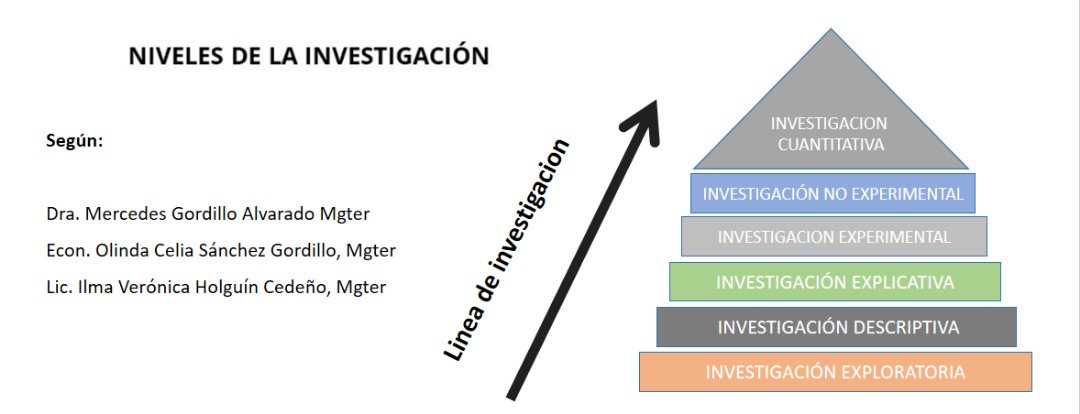 NIVELES DE LA INVESTIGACIÓN
Según:
Dra. Mercedes Gordillo Alvarado Mgter
Econ. Olinda Celia Sánchez Gordillo, Mgter
Lic. Ilma Verónica Holguín Cedeño, Mgter
Linea de investigacion
INVESTIGACION
CUANTITATIVA
INVESTIGACIÓN NO EXPERIMENTAL
INVESTIGACION EXPERIMENTAL
INVESTIGACIÓN EXPLICATIVA
INVESTIGACIÓN DESCRIPTIVA
INVESTIGACIÓN EXPLORATORIA